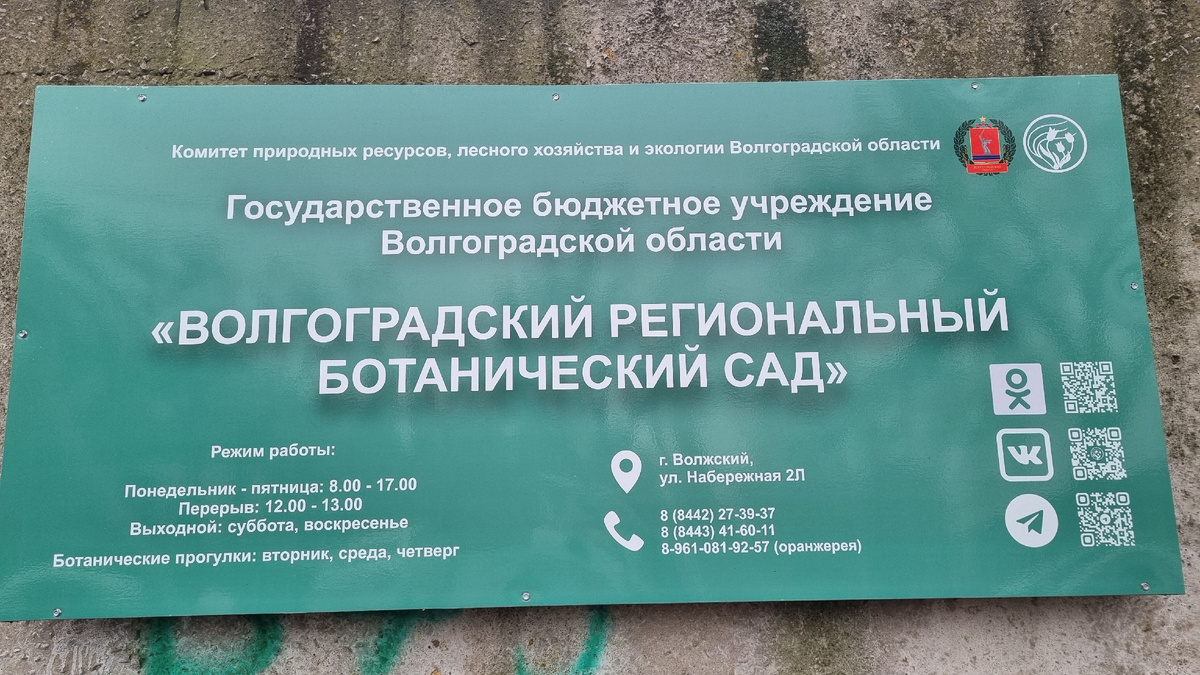 Комитет природных ресурсов, лесного хозяйства и экологии Волгоградской области
Государственное бюджетное учреждение
Волгоградской области
«ВОЛГОГРАДСКИЙ РЕГИОНАЛЬНЫЙ
БОТАНИЧЕСКИЙ САД»
Режим работы:
Понедельник - пятница: 8.00 - 17.00
Перерыв: 12.00 - 13.00
Выходной: суббота, воскресенье
Ботанические прогулки: вторник, среда, четверг
г. Волжский,
ул. Набережная 2Л
8 (8442) 27-39-37
8 (8443) 41-60-11
8-961-081-92-57 (оранжерея)